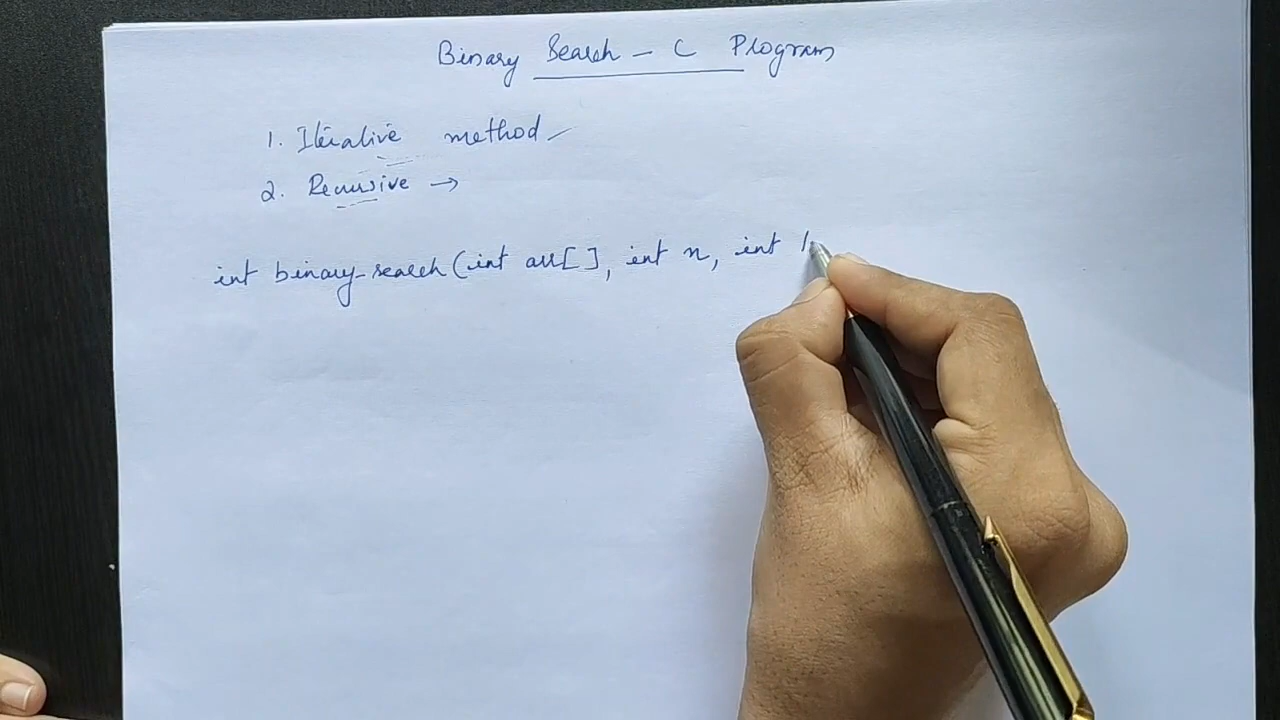 Binary Search - C Program
1. Iterative method
2. Recursive →
int binary-search(int arr[], int n, int